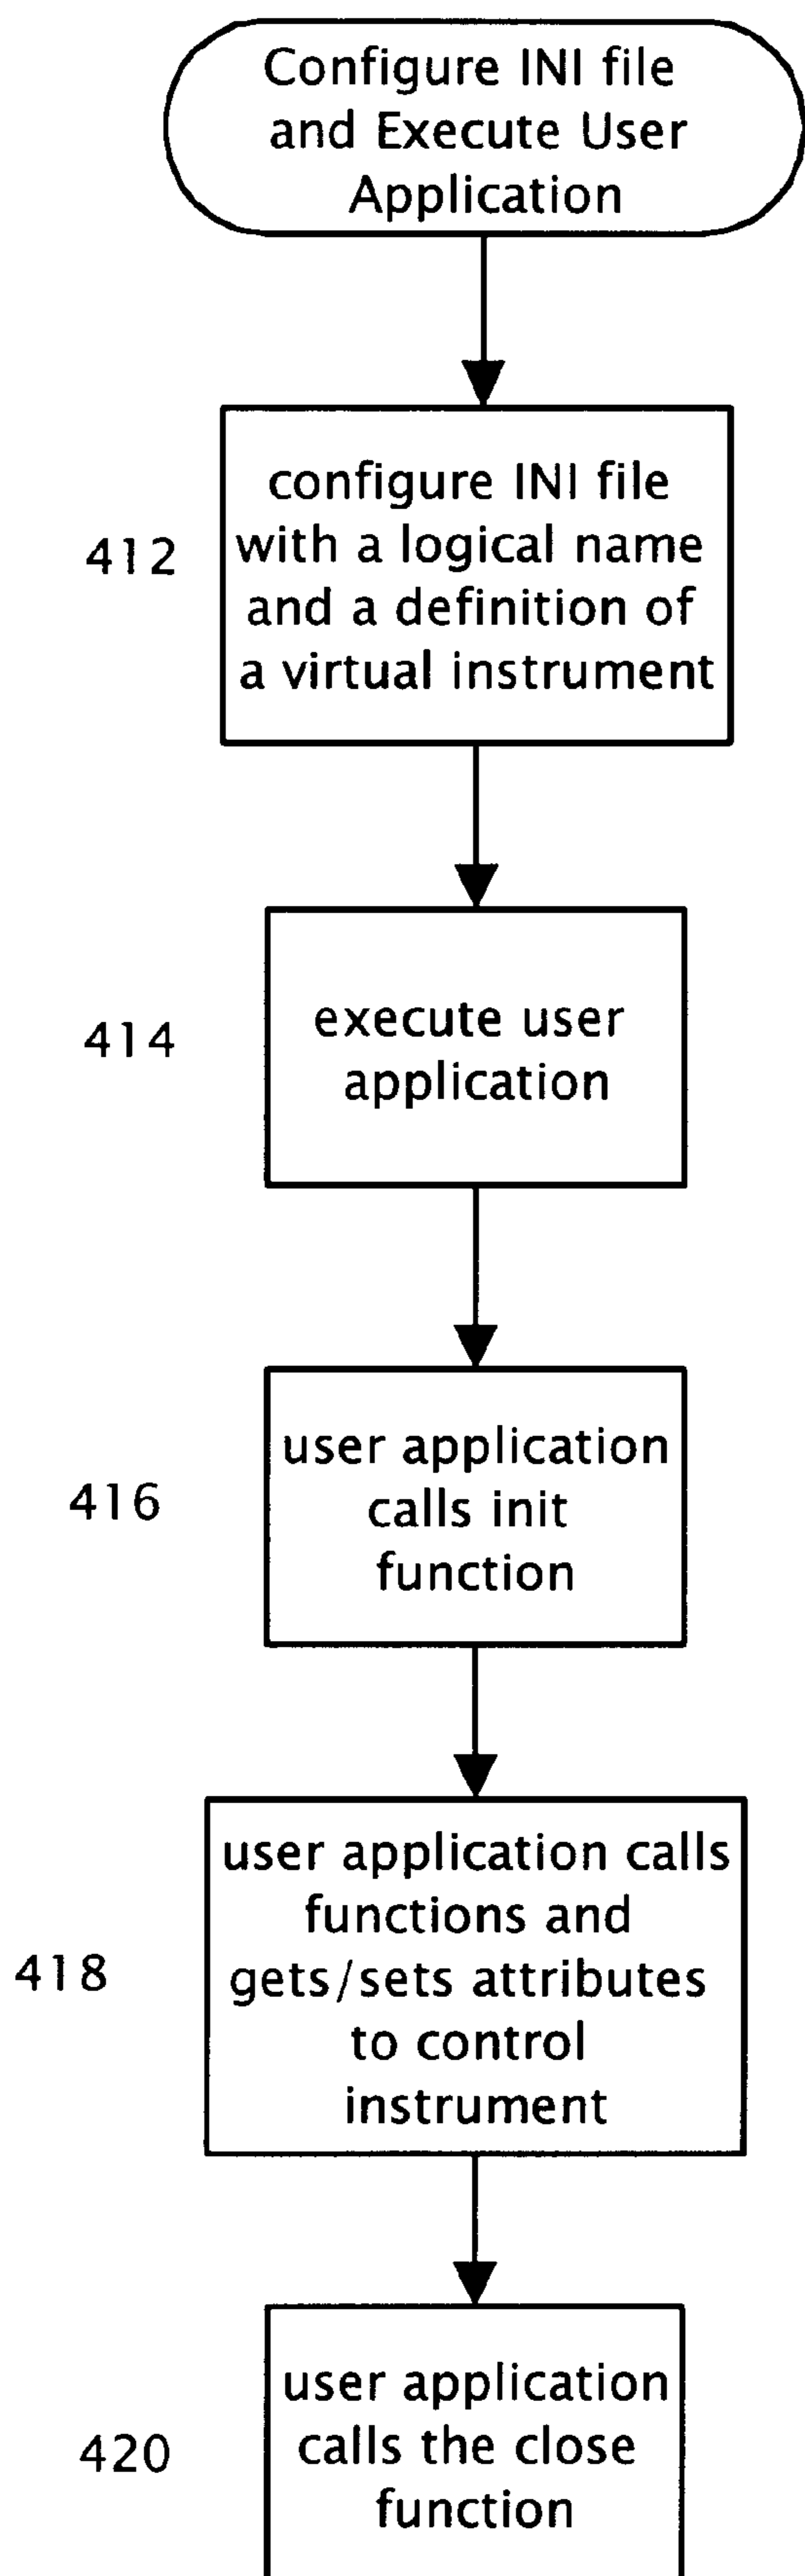 Configure INI file
and Execute User
Application
412
configure INI file
with a logical name
and a definition of
a virtual instrument
414
execute user
application
416
user application
calls init
function
418
user application calls
functions and
gets/sets attributes
to control
instrument
420
user application
calls the close
function